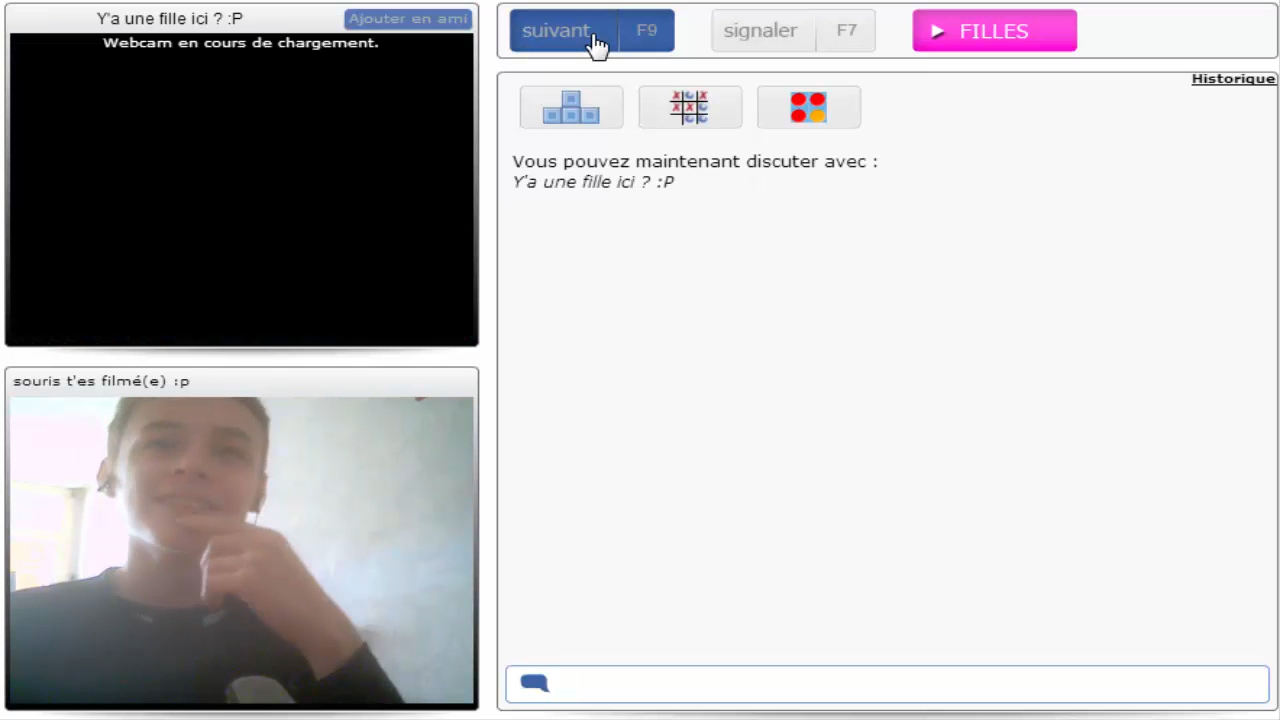 Y'a une fille ici ? :P
Ajouter en ami
Webcam en cours de chargement.
souris t'es filmé(e) :p
suivant F9
signaler F7
FILLES
Historique
Vous pouvez maintenant discuter avec :
Y'a une fille ici ? :P